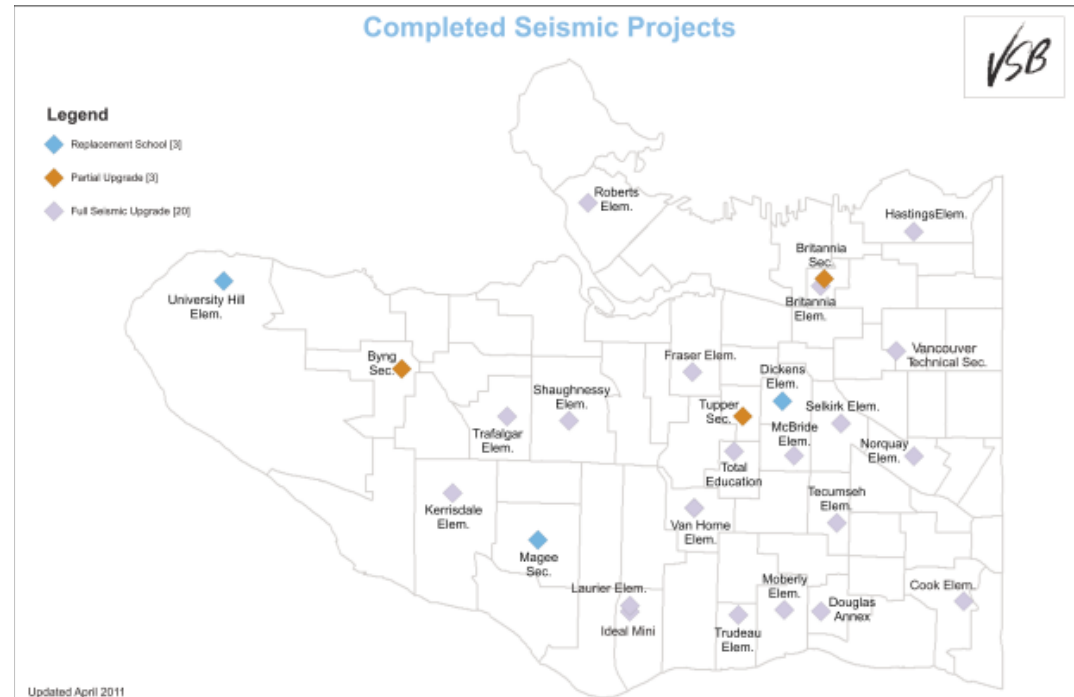 Completed Seismic Projects
VSB
Legend
Replacement School [3]
Partial Upgrade [3]
Full Seismic Upgrade [20]
Roberts
Elem.
HastingsElem.
Britannia
Sec.
Britannia
Elem.
University Hill
Elem.
Byng
Sec.
Fraser Elem.
Vancouver
Technical Sec.
Dickens
Elem.
Shaughnessy
Elem.
Selkirk Elem.
Tupper
Sec.
McBride
Elem.
Trafalgar
Elem.
Norquay
Elem.
Total
Education
Tecumseh
Elem.
Kerrisdale
Elem.
Van Horne
Elem.
Magee
Sec.
Laurier Elem.
Moberly
Elem.
Cook Elem.
Ideal Mini
Trudeau
Elem.
Douglas
Annex
Updated April 2011